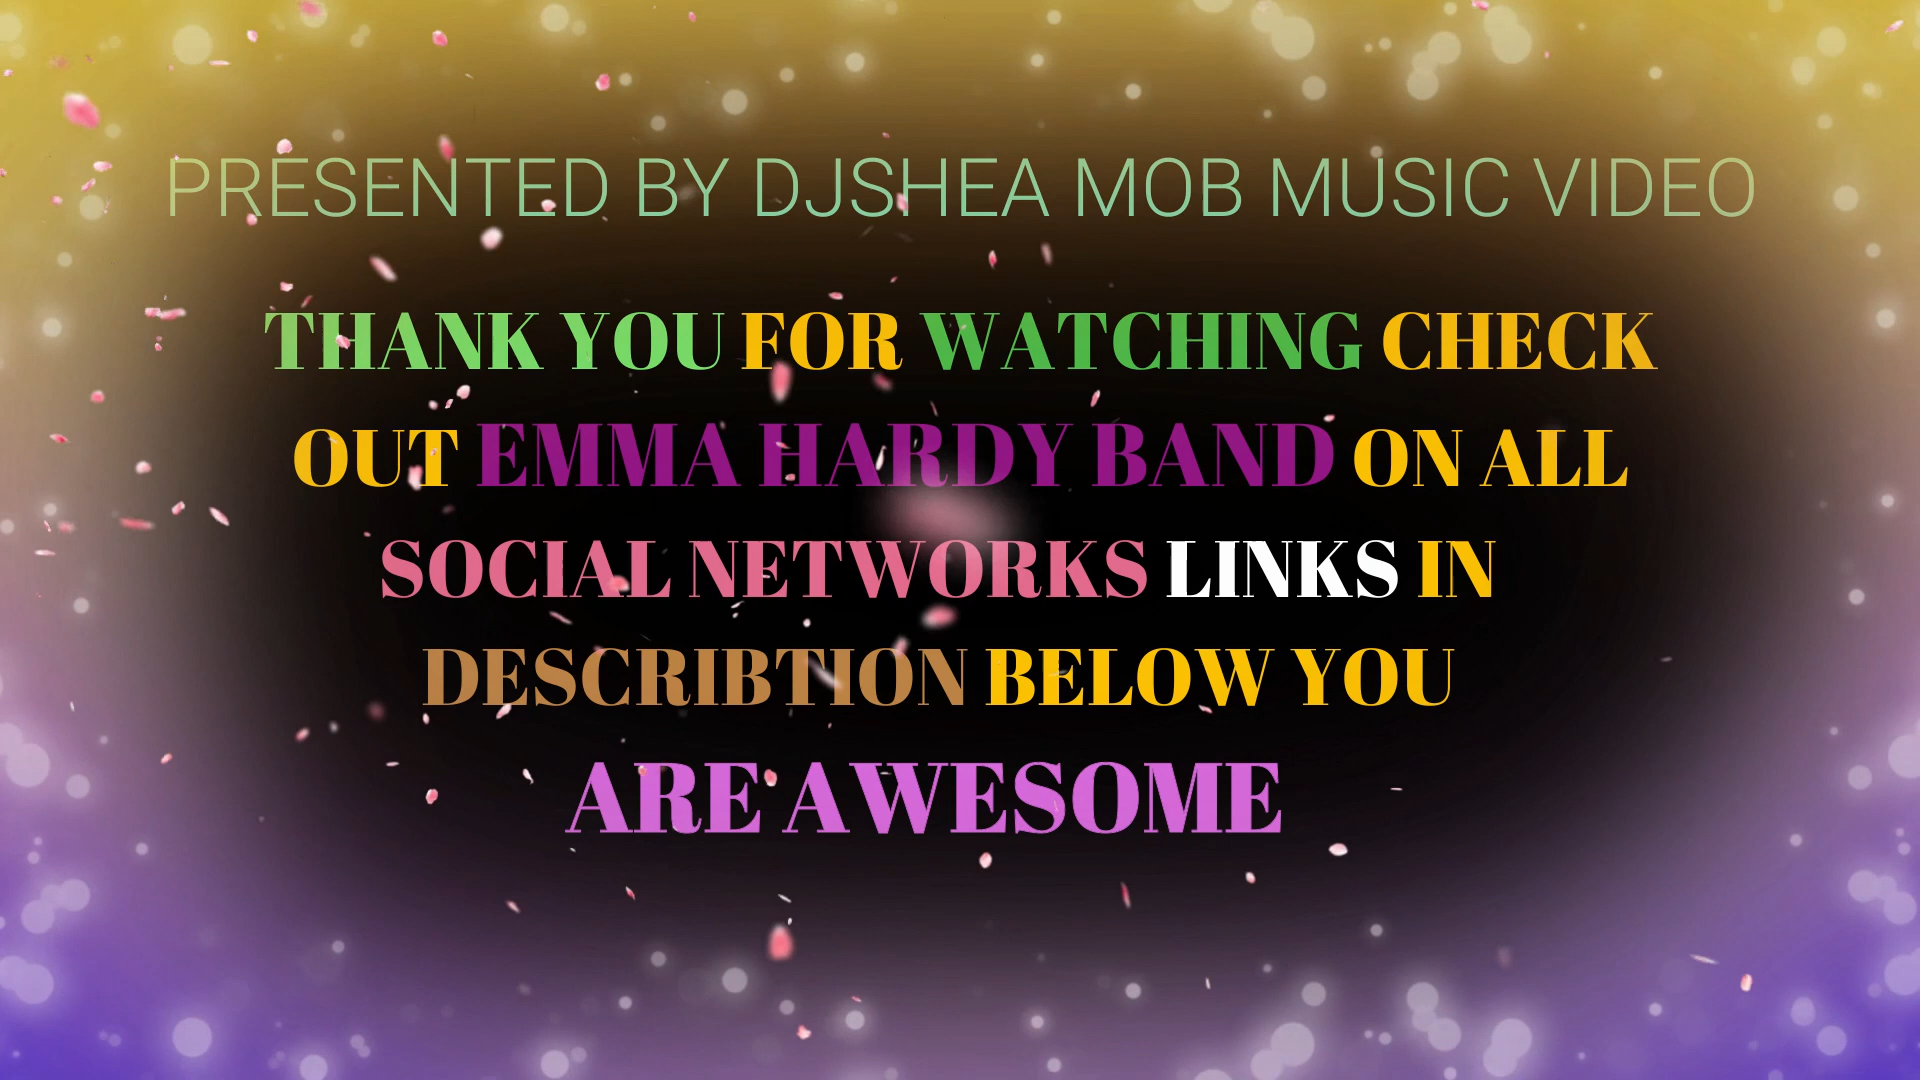 PRESENTED BY DJSHEA MOB MUSIC VIDEO
THANK YOU FOR WATCHING CHECK
OUT EMMA HARDY BAND ON ALL
SOCIAL NETWORKS LINKS IN
DESCRIBTION BELOW YOU
ARE AWESOME